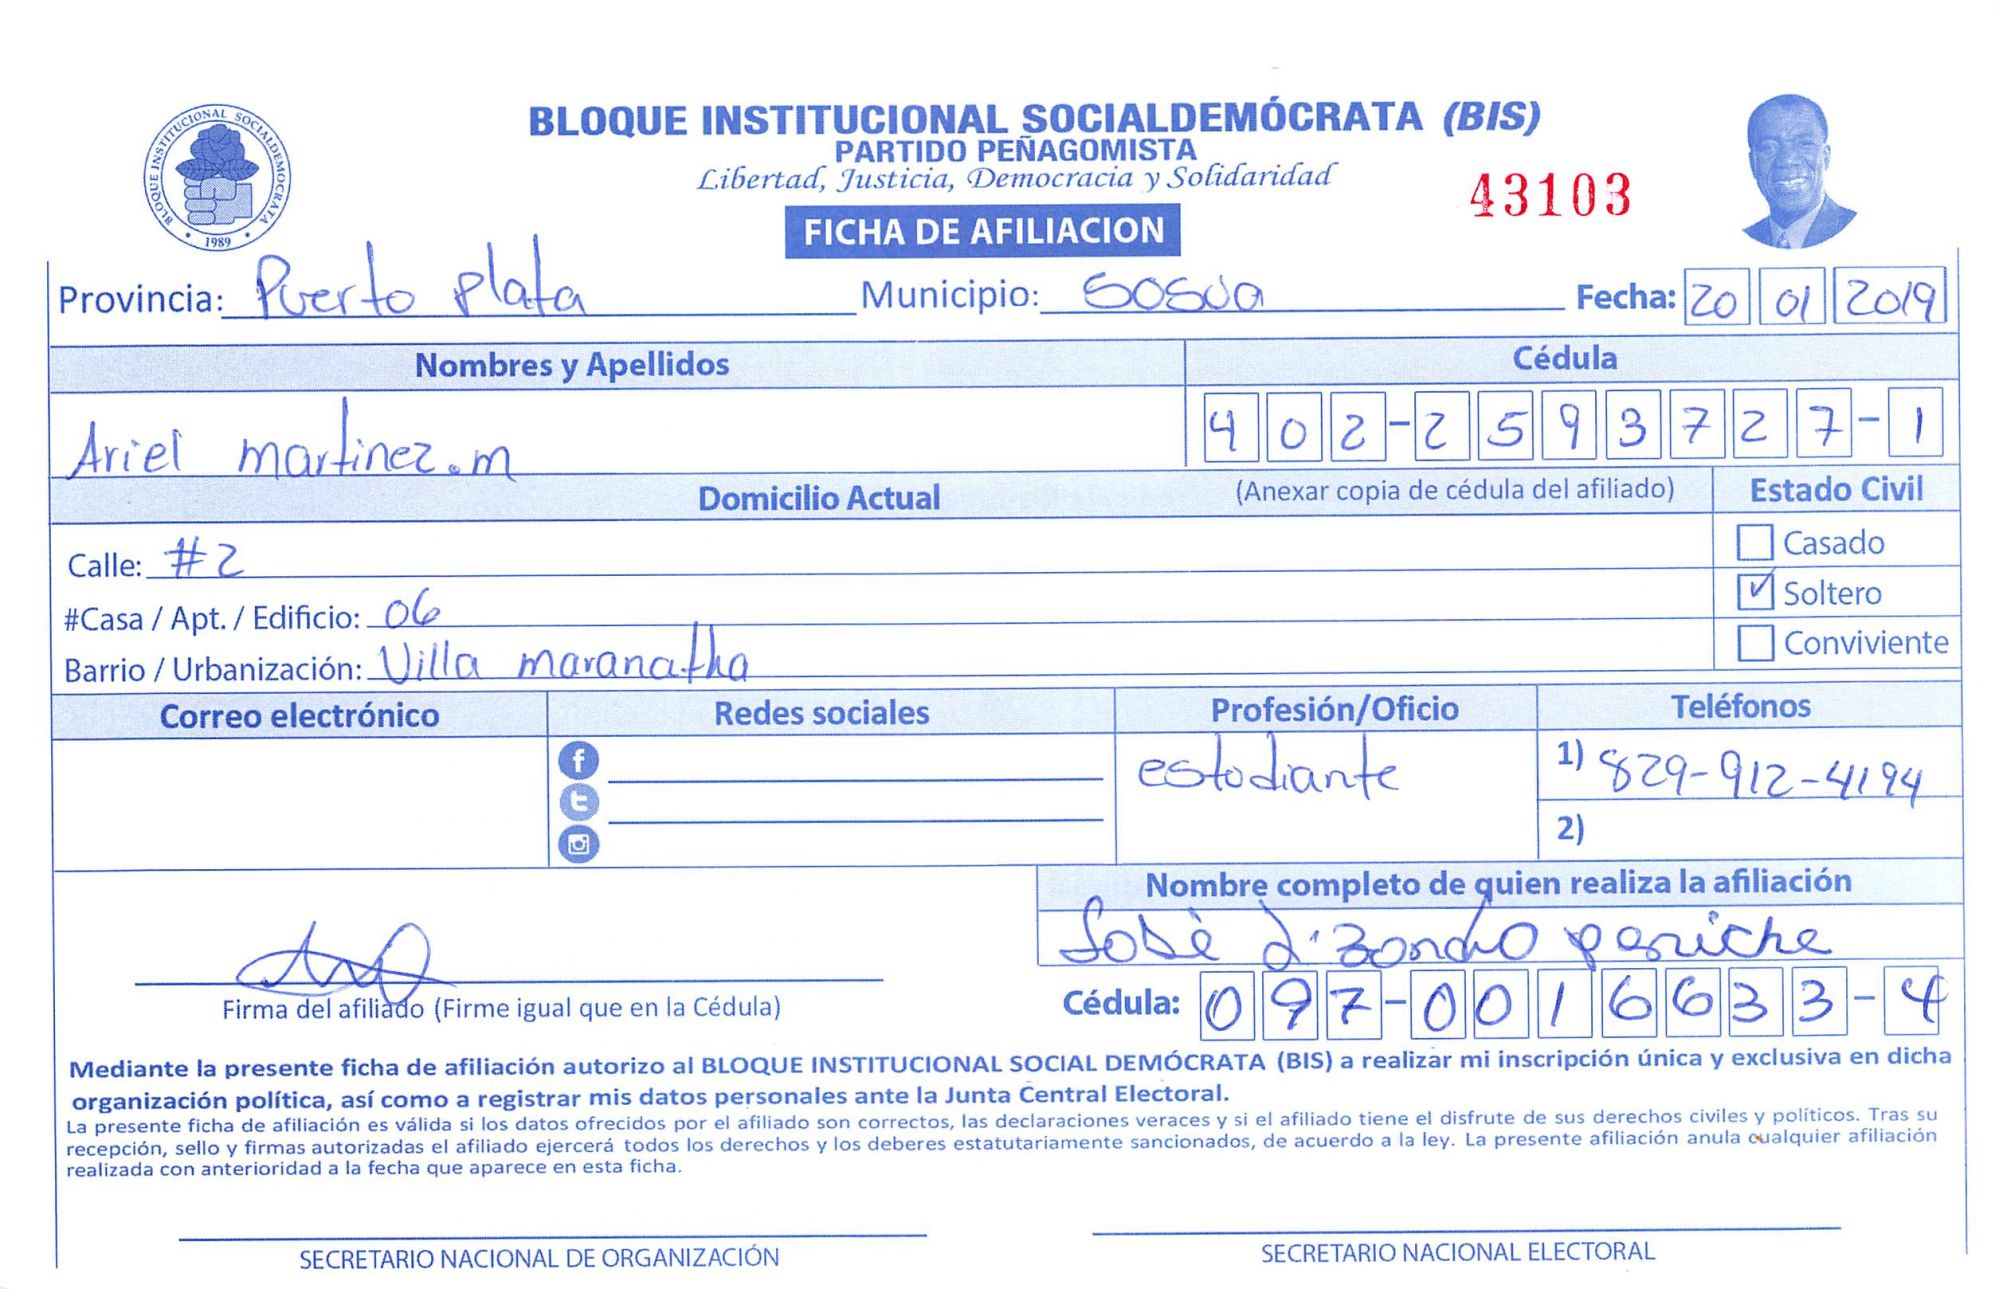 BLOQUE INSTITUCIONAL SOCIALDEMOCRATA
1989
BLOQUE INSTITUCIONAL SOCIALDEMÓCRATA (BIS)
PARTIDO PEÑAGOMISTA
Libertad, Justicia, Democracia y Solidaridad
43103
FICHA DE AFILIACION
Provincia: Puerto plata Municipio: SOSUA Fecha: 20 01 2019
Nombres y Apellidos Cédula
Ariel martinez.m 402-2593727-1
Domicilio Actual (Anexar copia de cédula del afiliado) Estado Civil
Calle: #2 Casado
#Casa / Apt. / Edificio: 06 ✓ Soltero
Barrio / Urbanización: Villa maranatha Conviviente
Correo electrónico Redes sociales Profesión/Oficio Teléfonos
estudiante 1) 829-912-4194
2)
Nombre completo de quien realiza la afiliación
José
Firma del afiliado (Firme igual que en la Cédula) Cédula: 097-0016633-4
Mediante la presente ficha de afiliación autorizo al BLOQUE INSTITUCIONAL SOCIAL DEMÓCRATA (BIS) a realizar mi inscripción única y exclusiva en dicha
organización política, así como a registrar mis datos personales ante la Junta Central Electoral.
La presente ficha de afiliación es válida si los datos ofrecidos por el afiliado son correctos, las declaraciones veraces y si el afiliado tiene el disfrute de sus derechos civiles y políticos. Tras su
recepción, sello y firmas autorizadas el afiliado ejercerá todos los derechos y los deberes estatutariamente sancionados, de acuerdo a la ley. La presente afiliación anula cualquier afiliación
realizada con anterioridad a la fecha que aparece en esta ficha.
SECRETARIO NACIONAL DE ORGANIZACIÓN SECRETARIO NACIONAL ELECTORAL